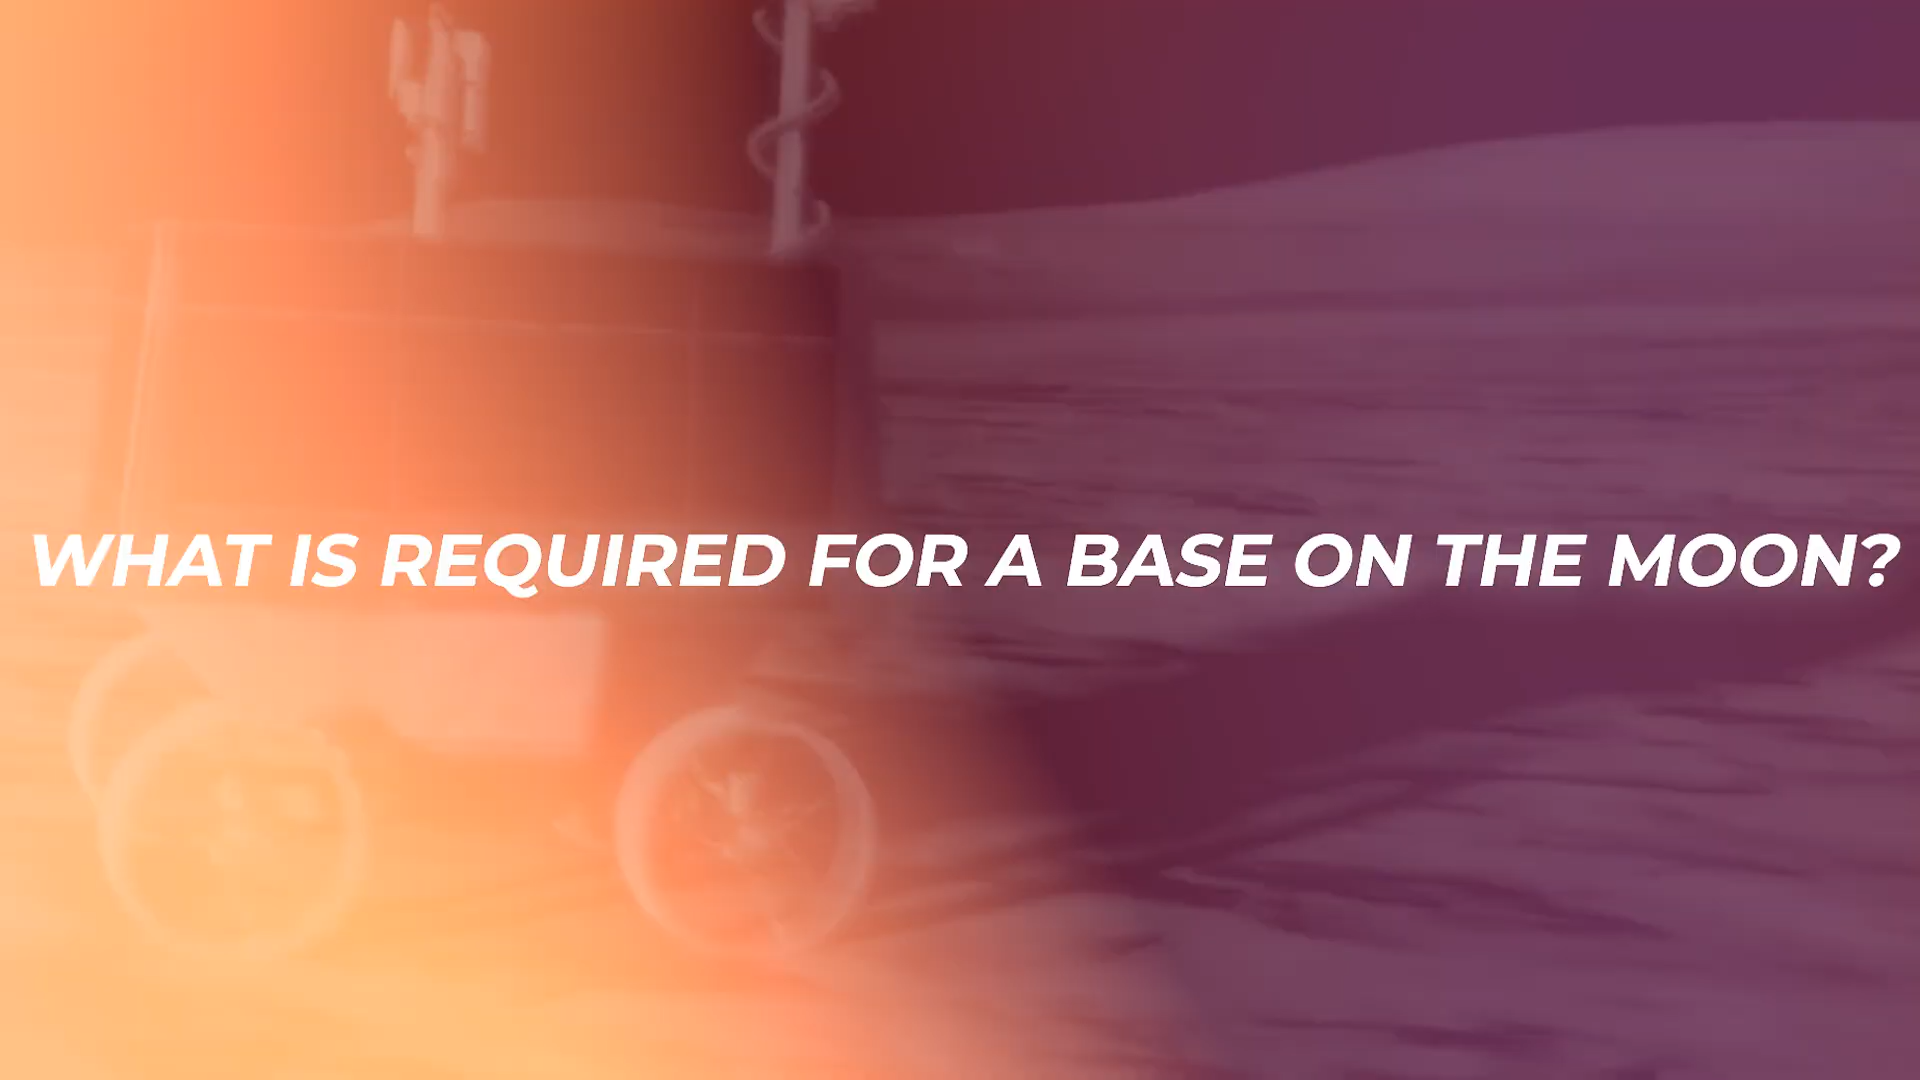 WHAT IS REQUIRED FOR A BASE ON THE MOON?